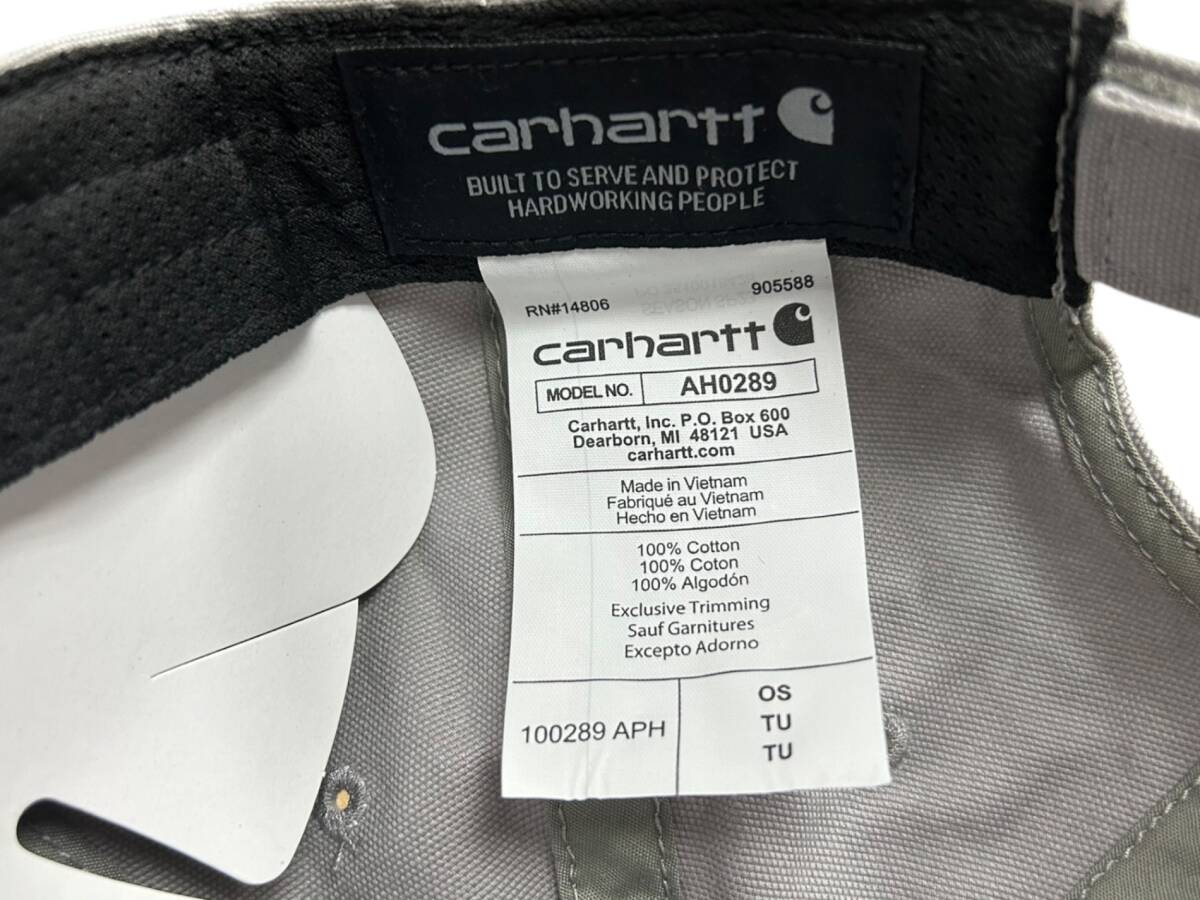 carhartt
BUILT TO SERVE AND PROTECT
HARDWORKING PEOPLE
RN#14806 905588
carhartt
MODEL NO. AH0289
Carhartt, Inc. P.O. Box 600
Dearborn, MI 48121 USA
carhartt.com
Made in Vietnam
Fabriqué au Vietnam
Hecho en Vietnam
100% Cotton
100% Coton
100% Algodón
Exclusive Trimming
Sauf Garnitures
Excepto Adorno
100289 APH
OS
TU
TU